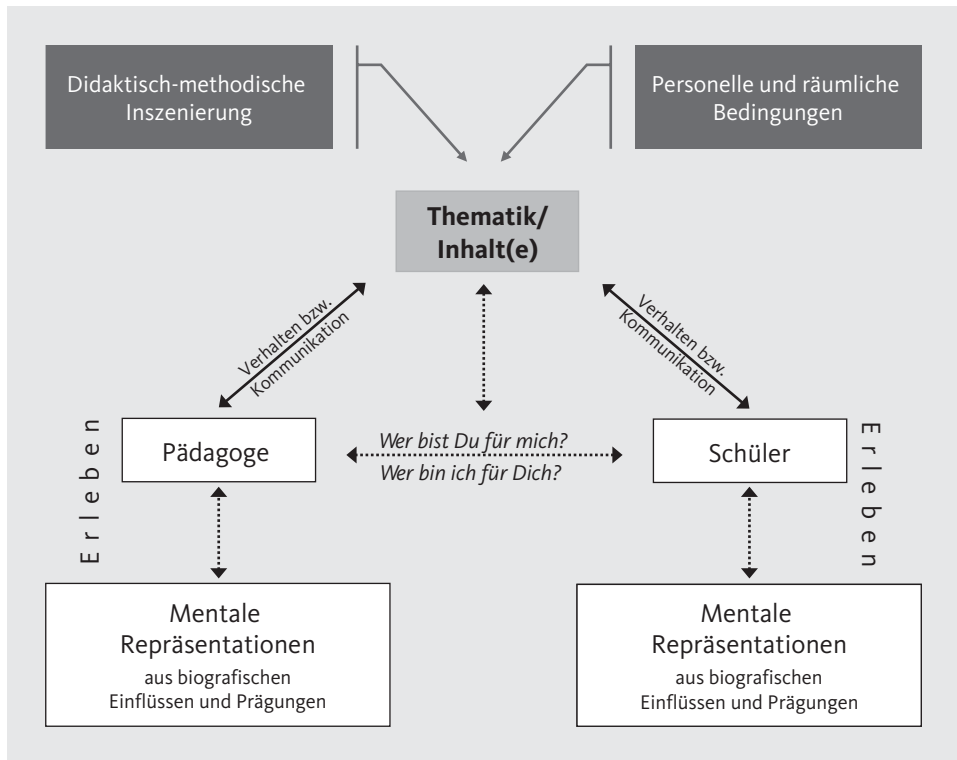 Didaktisch-methodische
Inszenierung
Personelle und räumliche
Bedingungen
Thematik/
Inhalt(e)
Verhalten bzw.
Kommunikation
Verhalten bzw.
Kommunikation
Erleben
Pädagoge
Wer bist Du für mich?
Wer bin ich für Dich?
Schüler
Erleben
Mentale
Repräsentationen
aus biografischen
Einflüssen und Prägungen
Mentale
Repräsentationen
aus biografischen
Einflüssen und Prägungen